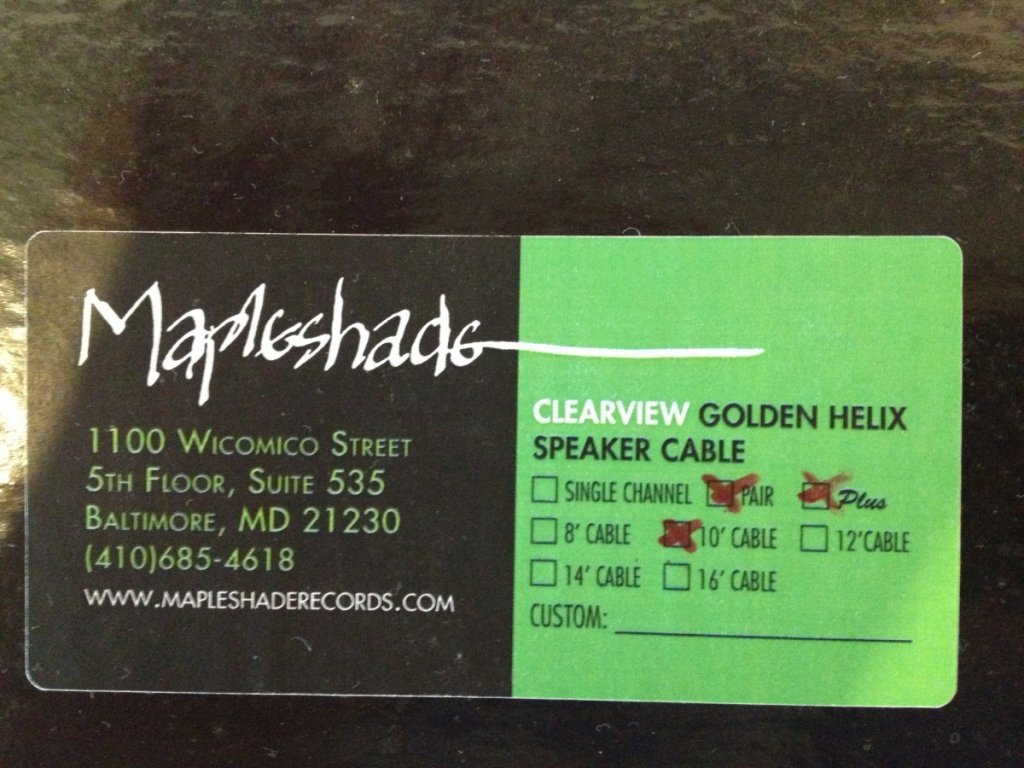 Mapleshade
1100 Wicomico Street
5th Floor, Suite 535
Baltimore, MD 21230
(410)685-4618
www.mapleshaderecords.com
CLEARVIEW GOLDEN HELIX
SPEAKER CABLE
SINGLE CHANNEL PAIR Plus
8' CABLE 10' CABLE 12'CABLE
14' CABLE 16' CABLE
CUSTOM: